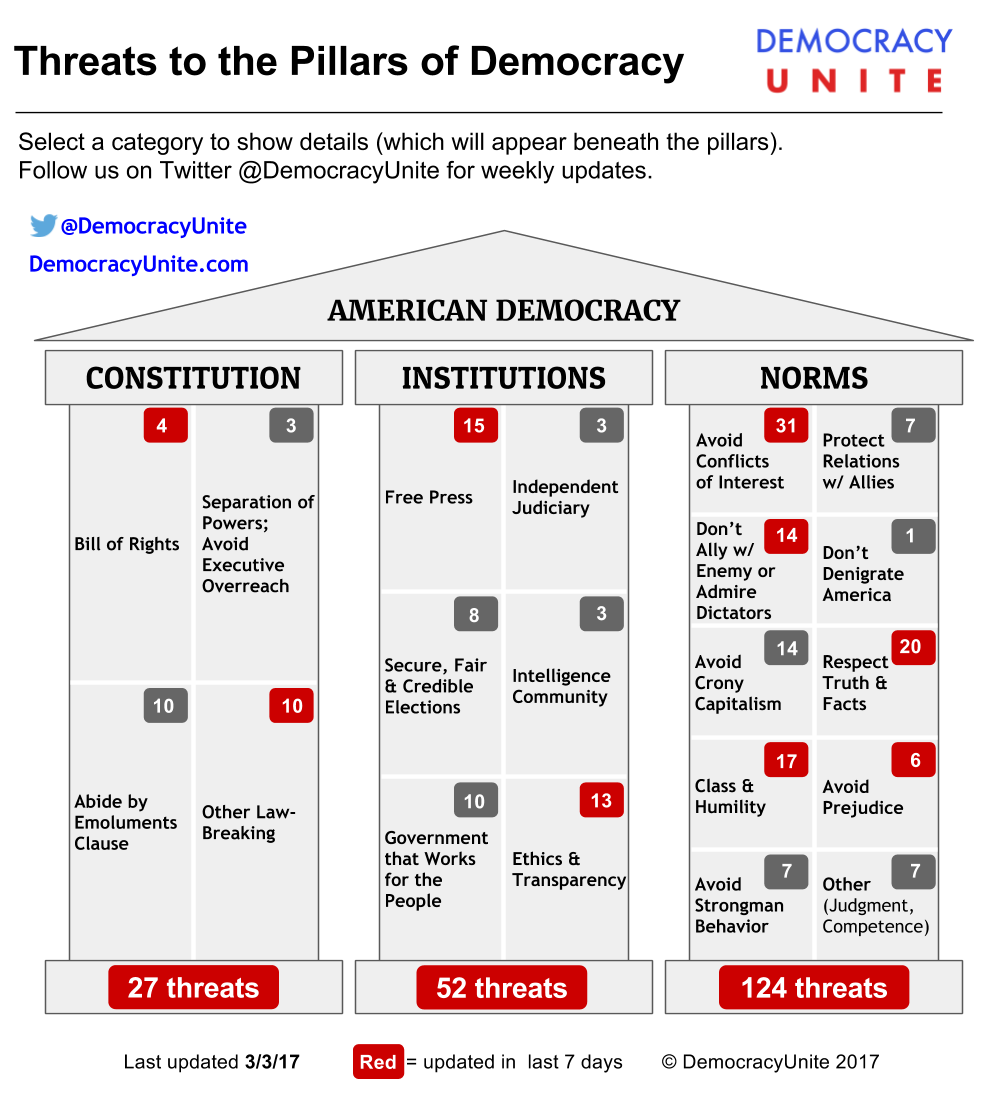 Threats to the Pillars of Democracy
DEMOCRACY
UNITE
Select a category to show details (which will appear beneath the pillars).
Follow us on Twitter @DemocracyUnite for weekly updates.
@DemocracyUnite
DemocracyUnite.com
AMERICAN DEMOCRACY
CONSTITUTION
4
Bill of Rights
3
Separation of
Powers;
Avoid
Executive
Overreach
10
Abide by
Emoluments
Clause
10
Other Law-
Breaking
27 threats
INSTITUTIONS
15
Free Press
3
Independent
Judiciary
8
Secure, Fair
& Credible
Elections
3
Intelligence
Community
10
Government
that Works
for the
People
13
Ethics &
Transparency
52 threats
NORMS
31
Avoid
Conflicts
of Interest
7
Protect
Relations
w/ Allies
14
Don’t
Ally w/
Enemy or
Admire
Dictators
1
Don’t
Denigrate
America
14
Avoid
Crony
Capitalism
20
Respect
Truth &
Facts
17
Class &
Humility
6
Avoid
Prejudice
7
Avoid
Strongman
Behavior
7
Other
(Judgment,
Competence)
124 threats
Last updated 3/3/17
Red = updated in last 7 days
© DemocracyUnite 2017